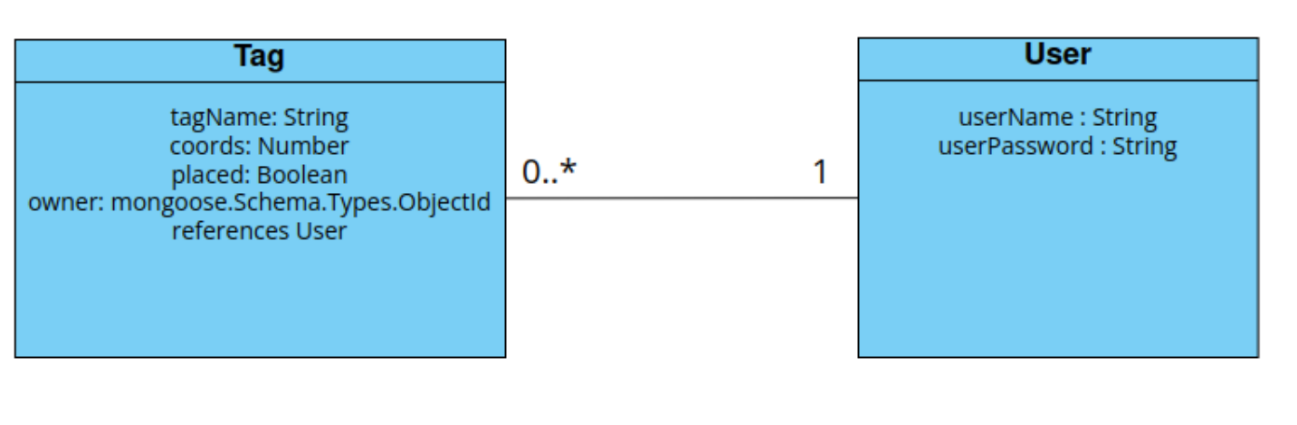 Tag
tagName: String
coords: Number
placed: Boolean
owner: mongoose.Schema.Types.ObjectId
references User
0..*
1
User
userName : String
userPassword : String